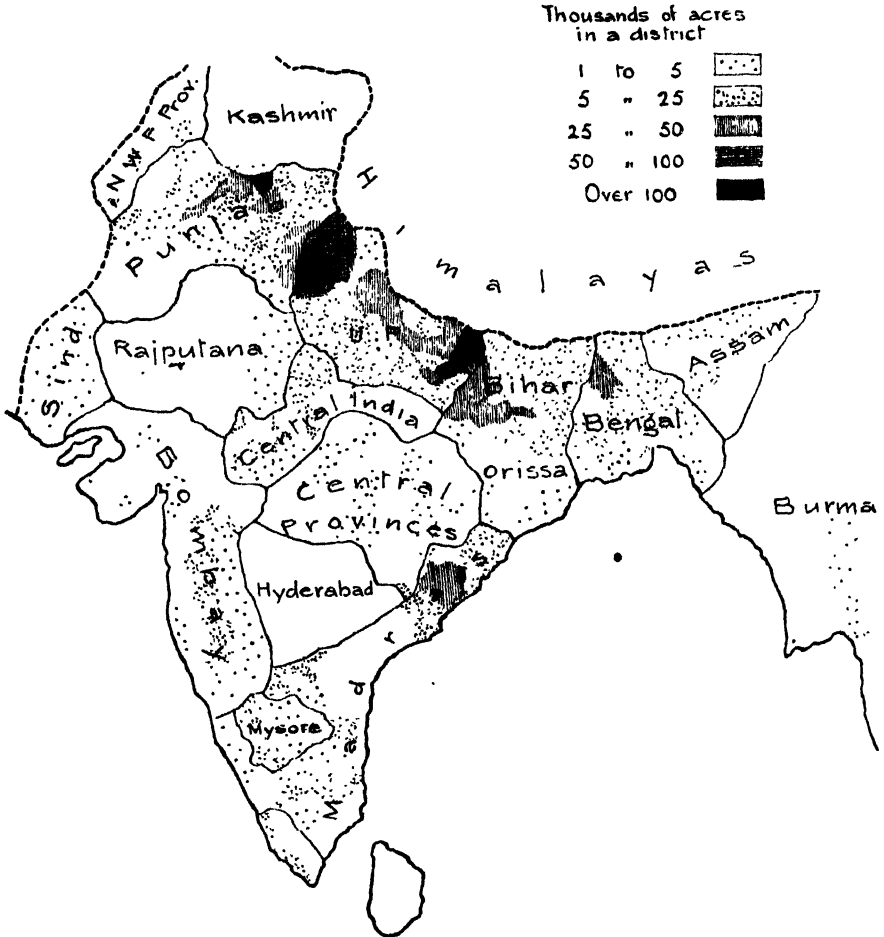 Thousands of acres
in a district
1 to 5
5 " 25
25 " 50
50 " 100
Over 100
N W F Prov.
Kashmir
Punjab
Himalayas
Sind
Rajputana
U P
Bihar
Assam
Central India
Bengal
Orissa
Bombay
Central
Provinces
Burma
Hyderabad
Madras
Mysore